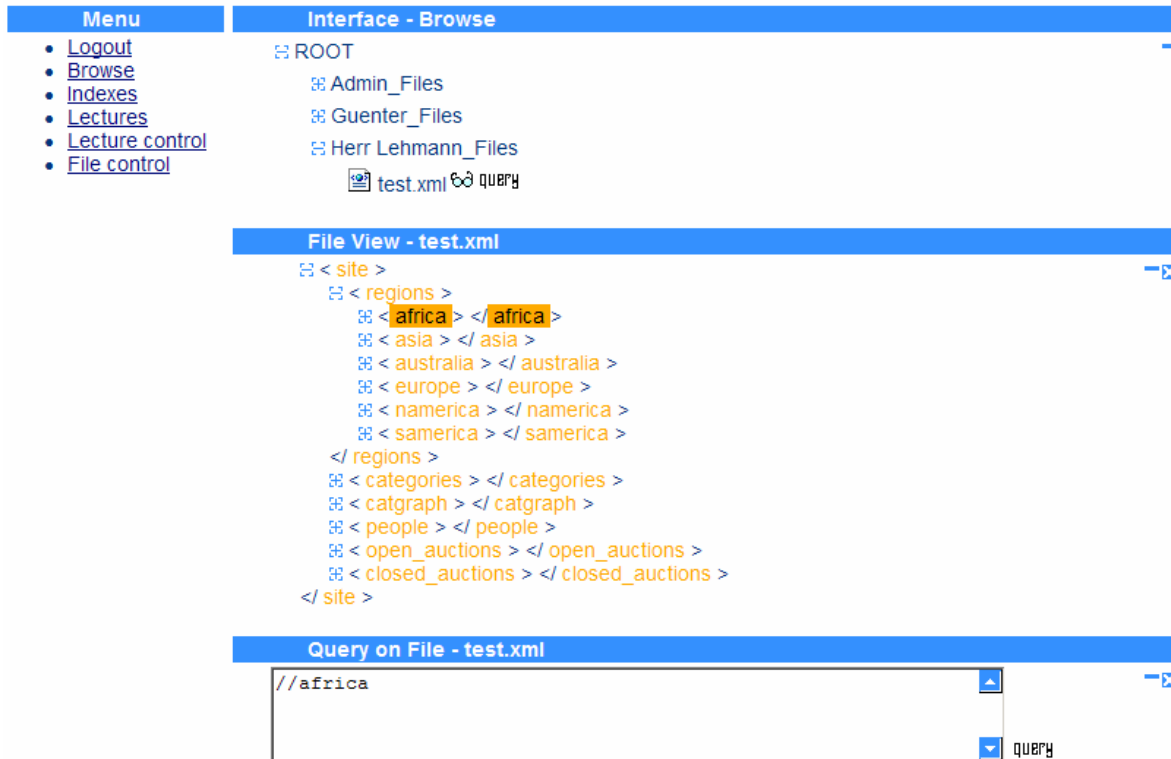 Menu
Logout
Browse
Indexes
Lectures
Lecture control
File control
Interface - Browse
ROOT
Admin_Files
Guenter_Files
Herr Lehmann_Files
test.xml query
File View - test.xml
< site >
< regions >
< africa > </ africa >
< asia > </ asia >
< australia > </ australia >
< europe > </ europe >
< namerica > </ namerica >
< samerica > </ samerica >
</ regions >
< categories > </ categories >
< catgraph > </ catgraph >
< people > </ people >
< open_auctions > </ open_auctions >
< closed_auctions > </ closed_auctions >
</ site >
Query on File - test.xml
//africa
query